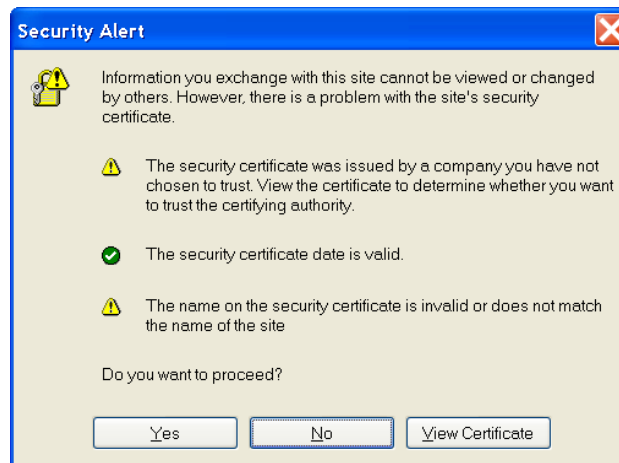 Security Alert
Information you exchange with this site cannot be viewed or changed
by others. However, there is a problem with the site's security
certificate.
The security certificate was issued by a company you have not
chosen to trust. View the certificate to determine whether you want
to trust the certifying authority.
The security certificate date is valid.
The name on the security certificate is invalid or does not match
the name of the site
Do you want to proceed?
Yes
No
View Certificate